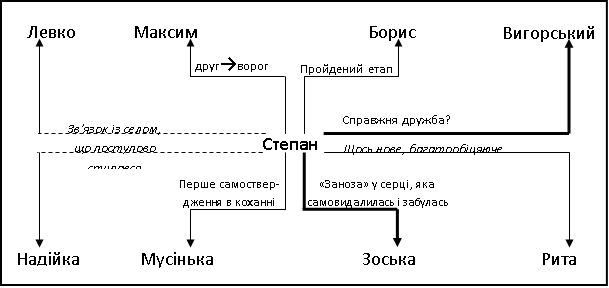 Левко Максим Борис Вигорський
друг→ворог Пройдений етап
Справжня дружба?
Зв'язок із селом,
що поступово
Степан
Щось нове, багатообіцяюче
Перше самоствер-
дження в коханні
«Заноза» у серці, яка
самовидалилась і забулась
Надійка Мусінька Зоська Рита